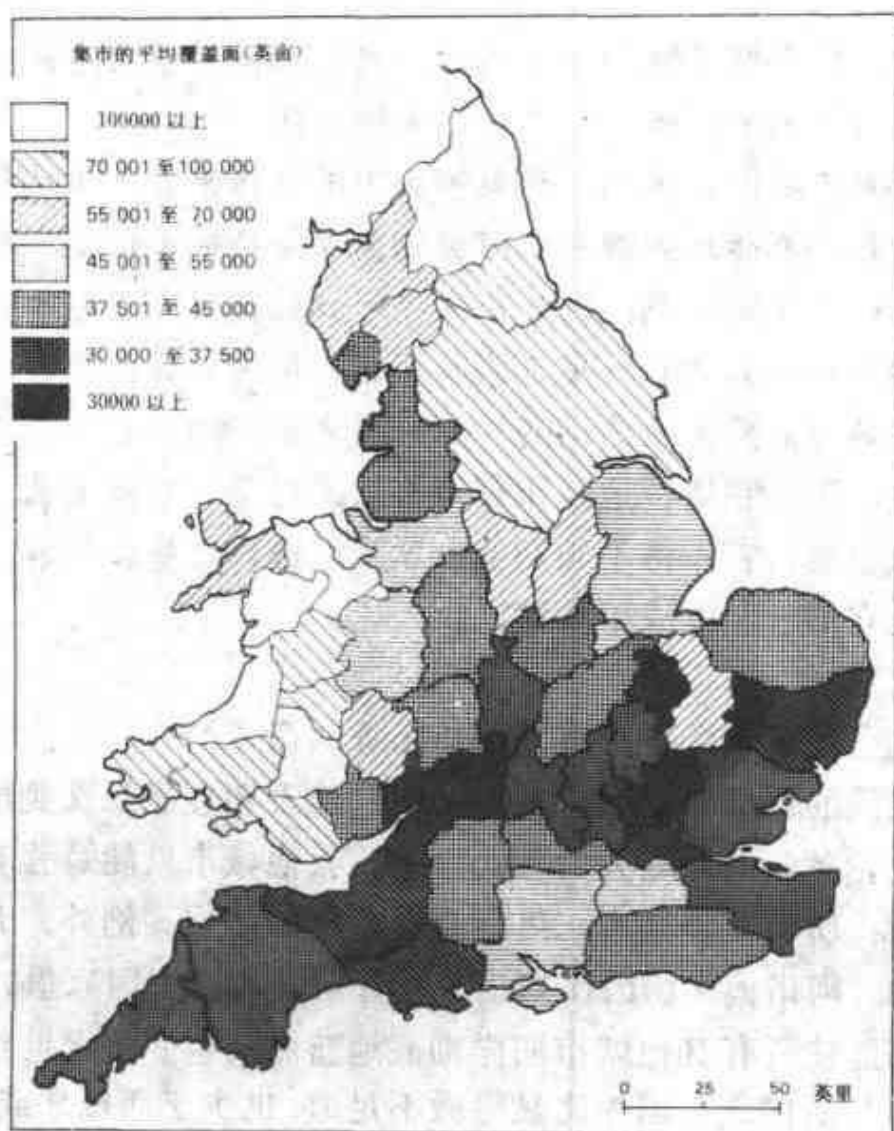 集市的平均覆盖面(英亩)
100000 以上
70 001 至 100 000
55 001 至 70 000
45 001 至 55 000
37 501 至 45 000
30 000 至 37 500
30000 以上
0 25 50 英里